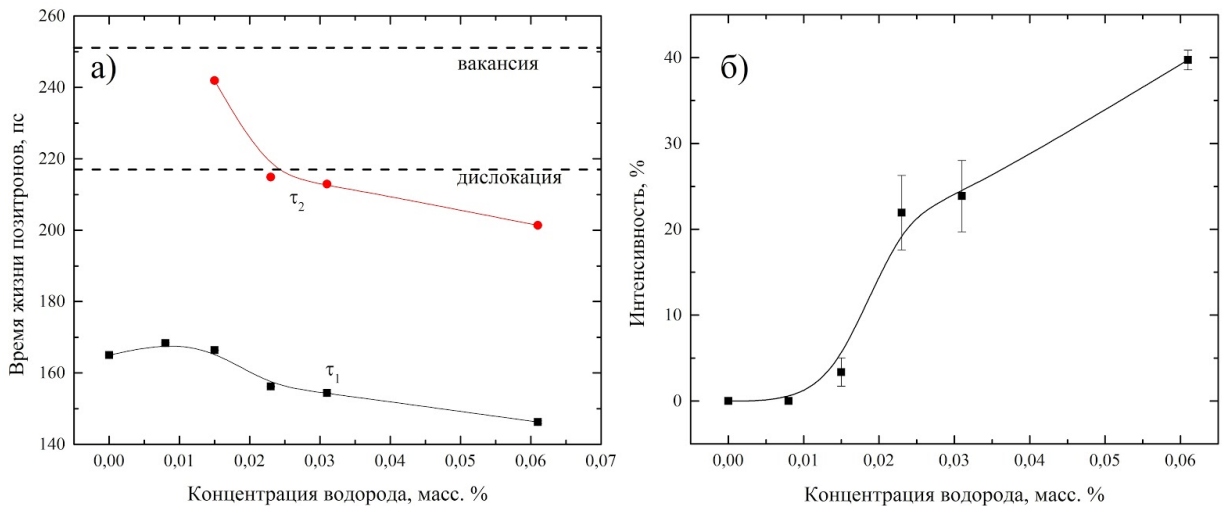 а)
260
240
220
200
180
160
140
Время жизни позитронов, пс
вакансия
дислокация
τ2
τ1
0,00 0,01 0,02 0,03 0,04 0,05 0,06 0,07
Концентрация водорода, масс. %
б)
40
30
20
10
0
Интенсивность, %
0,00 0,01 0,02 0,03 0,04 0,05 0,06
Концентрация водорода, масс. %